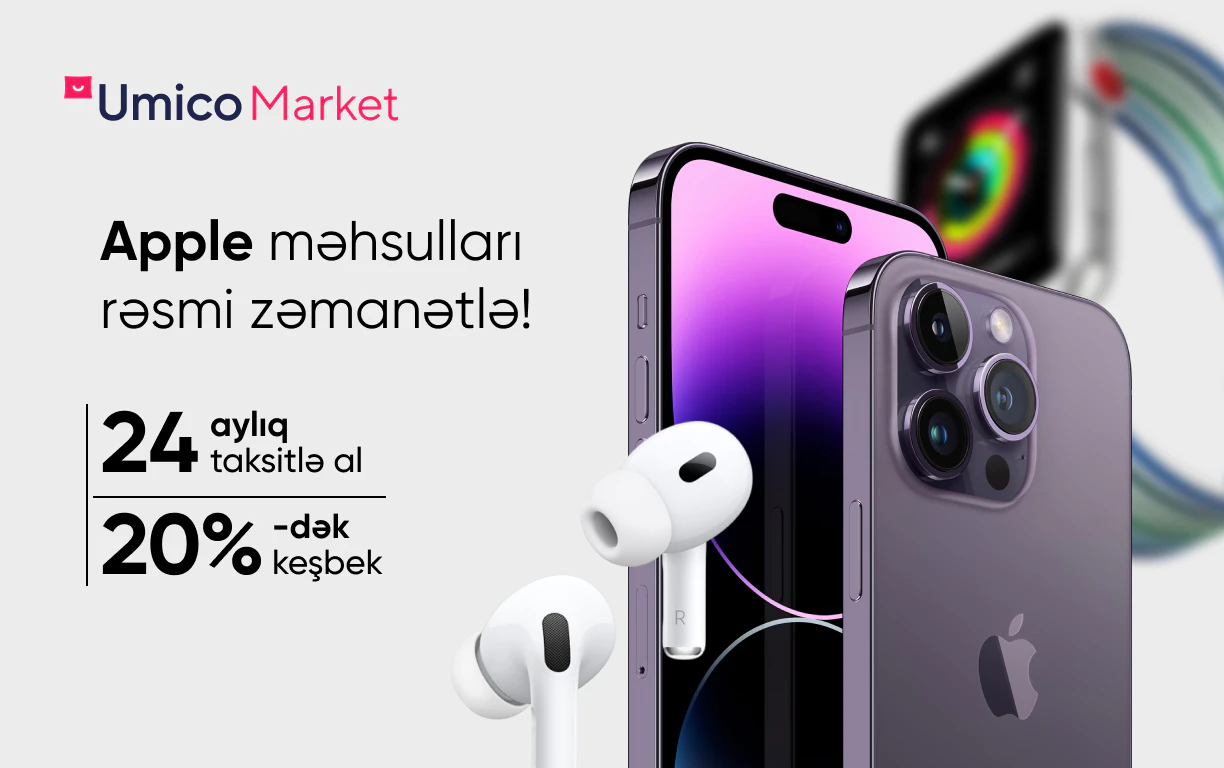 Umico Market
Apple məhsulları
rəsmi zəmanətlə!
24 aylıq
taksitlə al
20% -dək
keşbek
R